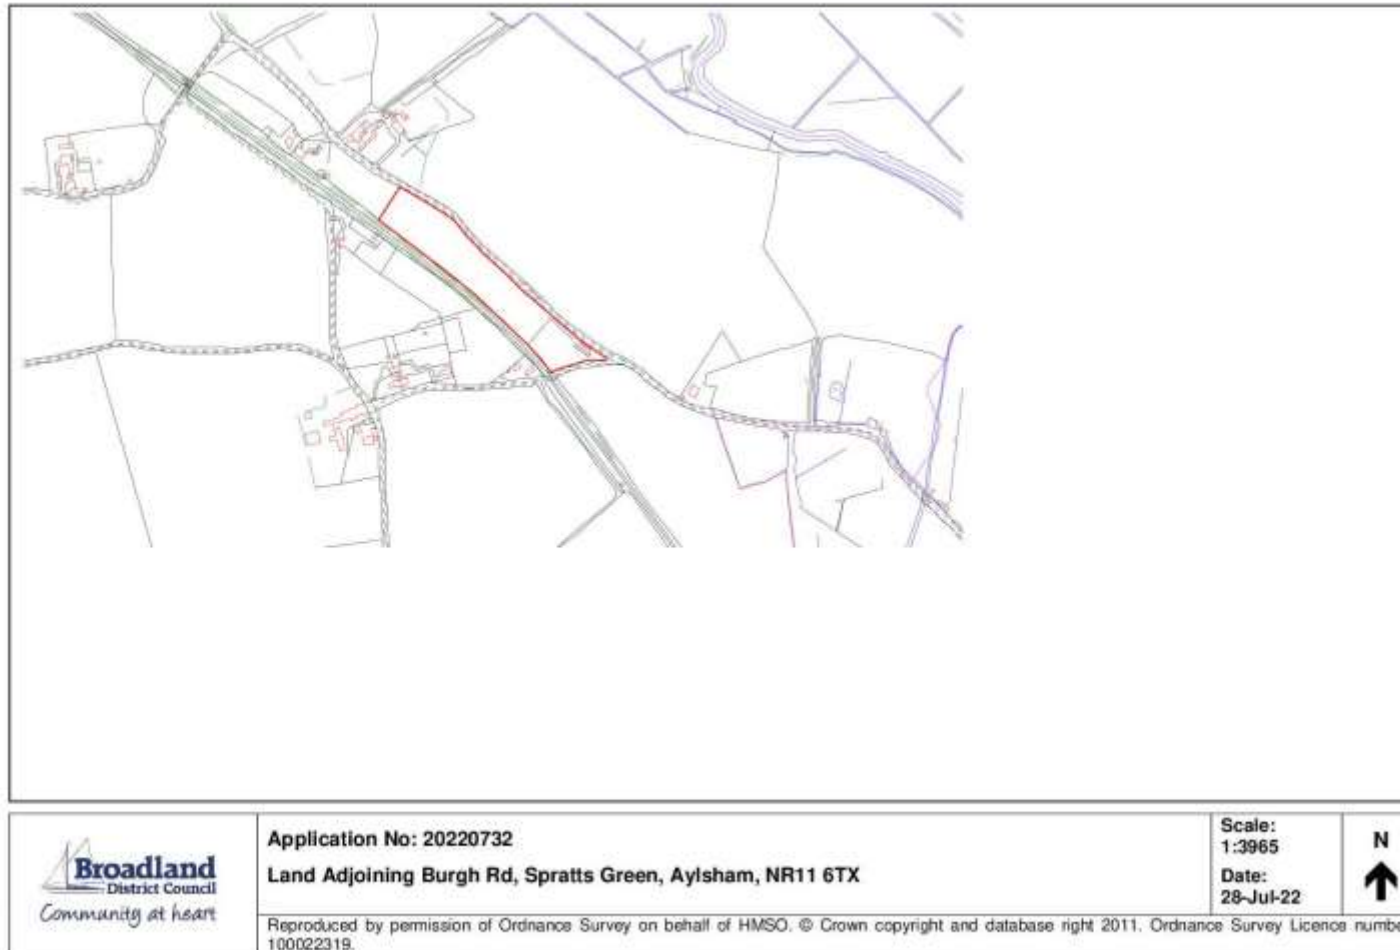 Broadland
District Council
Community at heart
Application No: 20220732
Land Adjoining Burgh Rd, Spratts Green, Aylsham, NR11 6TX
Scale:
1:3965
Date:
28-Jul-22
N
Reproduced by permission of Ordnance Survey on behalf of HMSO. © Crown copyright and database right 2011. Ordnance Survey Licence
100022319.